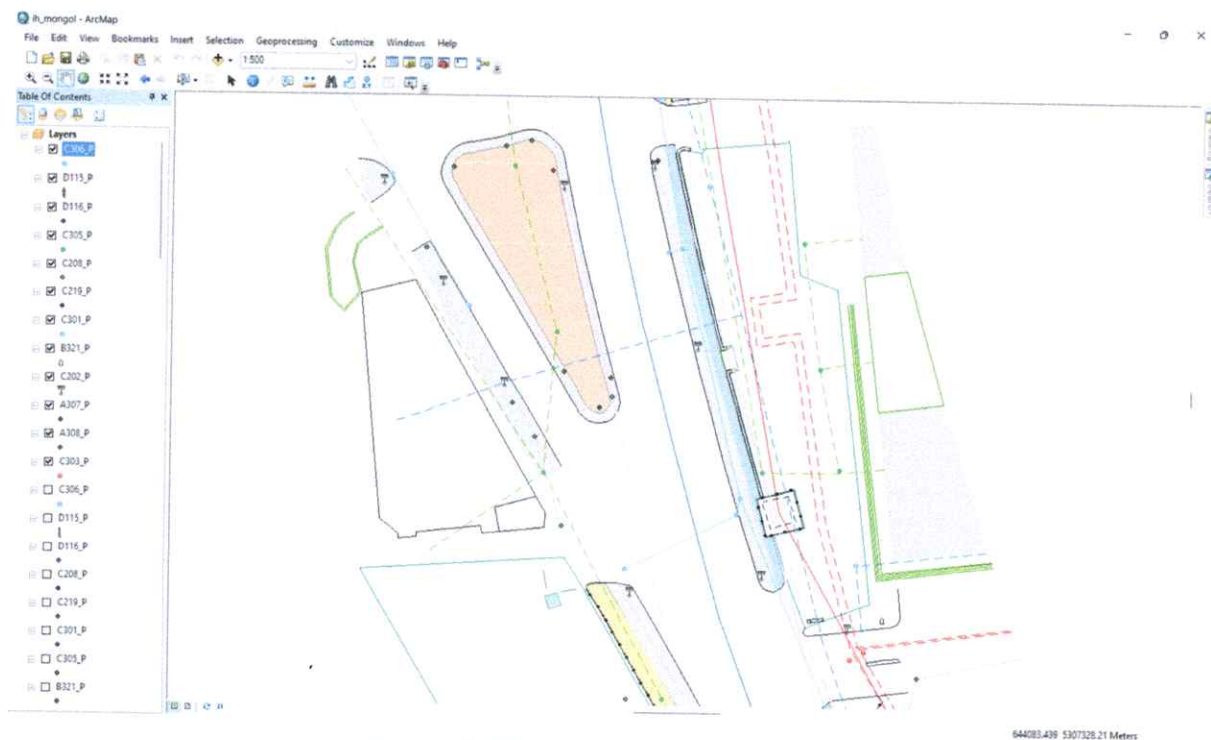 ih_mongol - ArcMap
File Edit View Bookmarks Insert Selection Geoprocessing Customize Windows Help
1:500
Table Of Contents
Layers
C306_P
D115_P
D116_P
C305_P
C208_P
C219_P
C301_P
B321_P
C202_P
A307_P
A308_P
C303_P
C306_P
D115_P
D116_P
C208_P
C219_P
C301_P
C305_P
B321_P
644083.439 5307328.21 Meters